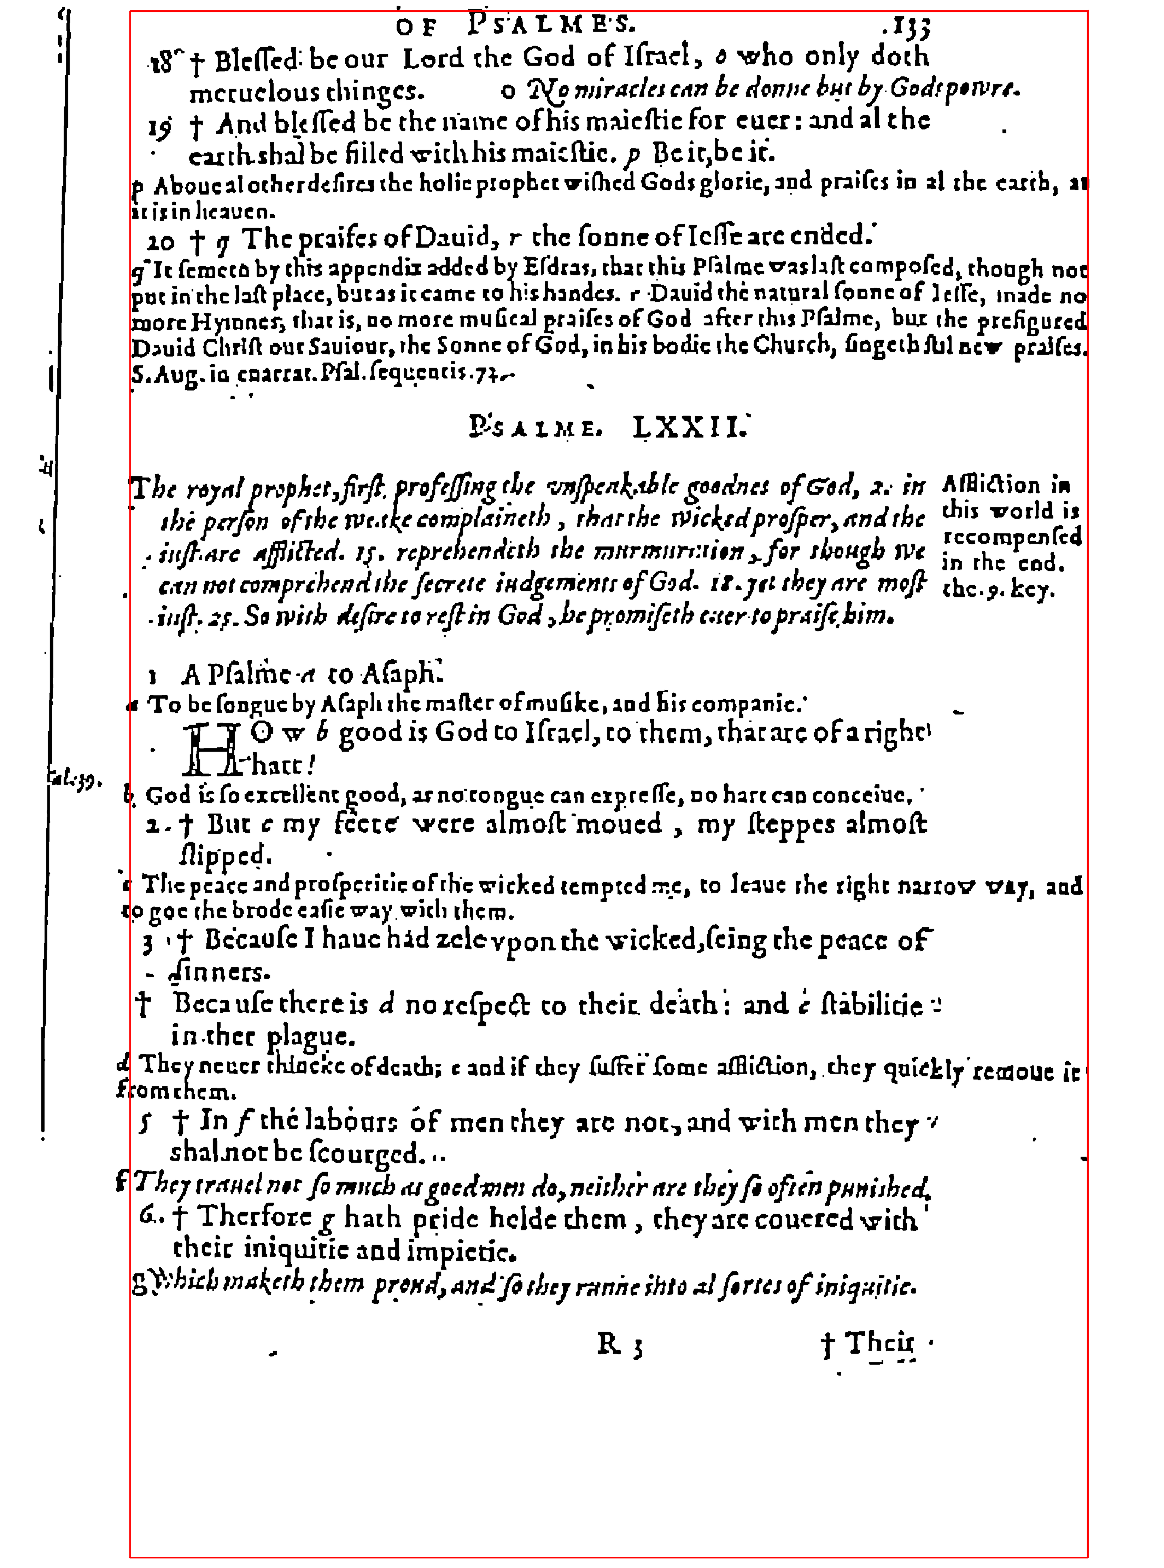 OF PSALMES. 133
18 † Blessed be our Lord the God of Israel, o who only doth
meruelous thinges. o No miracles can be donne but by Gods powre.
19 † And blessed be the name of his maiestie for euer: and al the
earth shal be filled with his maiestie. p Be it, be it.
p Aboue al other desires the holie prophet wished Gods glorie, and praises in al the earth, as
it is in heauen.
20 † q The praises of Dauid, r the sonne of Iesse are ended.
q It semeth by this appendix added by Esdras, that this Psalme was last composed, though not
put in the last place, but as it came to his handes. r Dauid the natural sonne of Iesse, made no
more Hymnes, that is, no more musical praises of God after this Psalme, but the prefigured
Dauid Christ our Sauiour, the Sonne of God, in his bodie the Church, singeth stil new praises.
S. Aug. in enarrat. Psal. sequentis. 72.
PSALME. LXXII.
The royal prophet, first professing the vnspeakable goodnes of God, 2. in
the person of the weake complaineth, that the wicked prosper, and the
iust are afflicted. 15. reprehendeth the murmuration, for though we
can not comprehend the secrete iudgements of God. 18. yet they are most
iust. 25. So with desire to rest in God, he promiseth euer to praise him.
Affliction in
this world is
recompensed
in the end.
the. 9. key.
1 A Psalme a to Asaph.
a To be songue by Asaph the master of musike, and his companie.
HOw b good is God to Israel, to them, that are of a right
hart!
b God is so excellent good, as no tongue can expresse, no hart can conceiue.
2. † But c my feete were almost moued, my steppes almost
slipped.
c The peace and prosperitie of the wicked tempted me, to leaue the right narrow way, and
to goe the brode easie way with them.
3 † Because I haue had zele vpon the wicked, seing the peace of
sinners.
† Because there is d no respect to their death: and e stabilitie
in ther plague.
d They neuer thincke of death; e and if they suffer some affliction, they quickly remoue it
from them.
5 † In f the labours of men they are not, and with men they
shal not be scourged.
f They trauel not so much as good men do, neither are they so often punished.
6. † Therfore g hath pride helde them, they are couered with
their iniquitie and impietie.
g Which maketh them proud, and so they runne into al sortes of iniquitie.
R 3 † Their